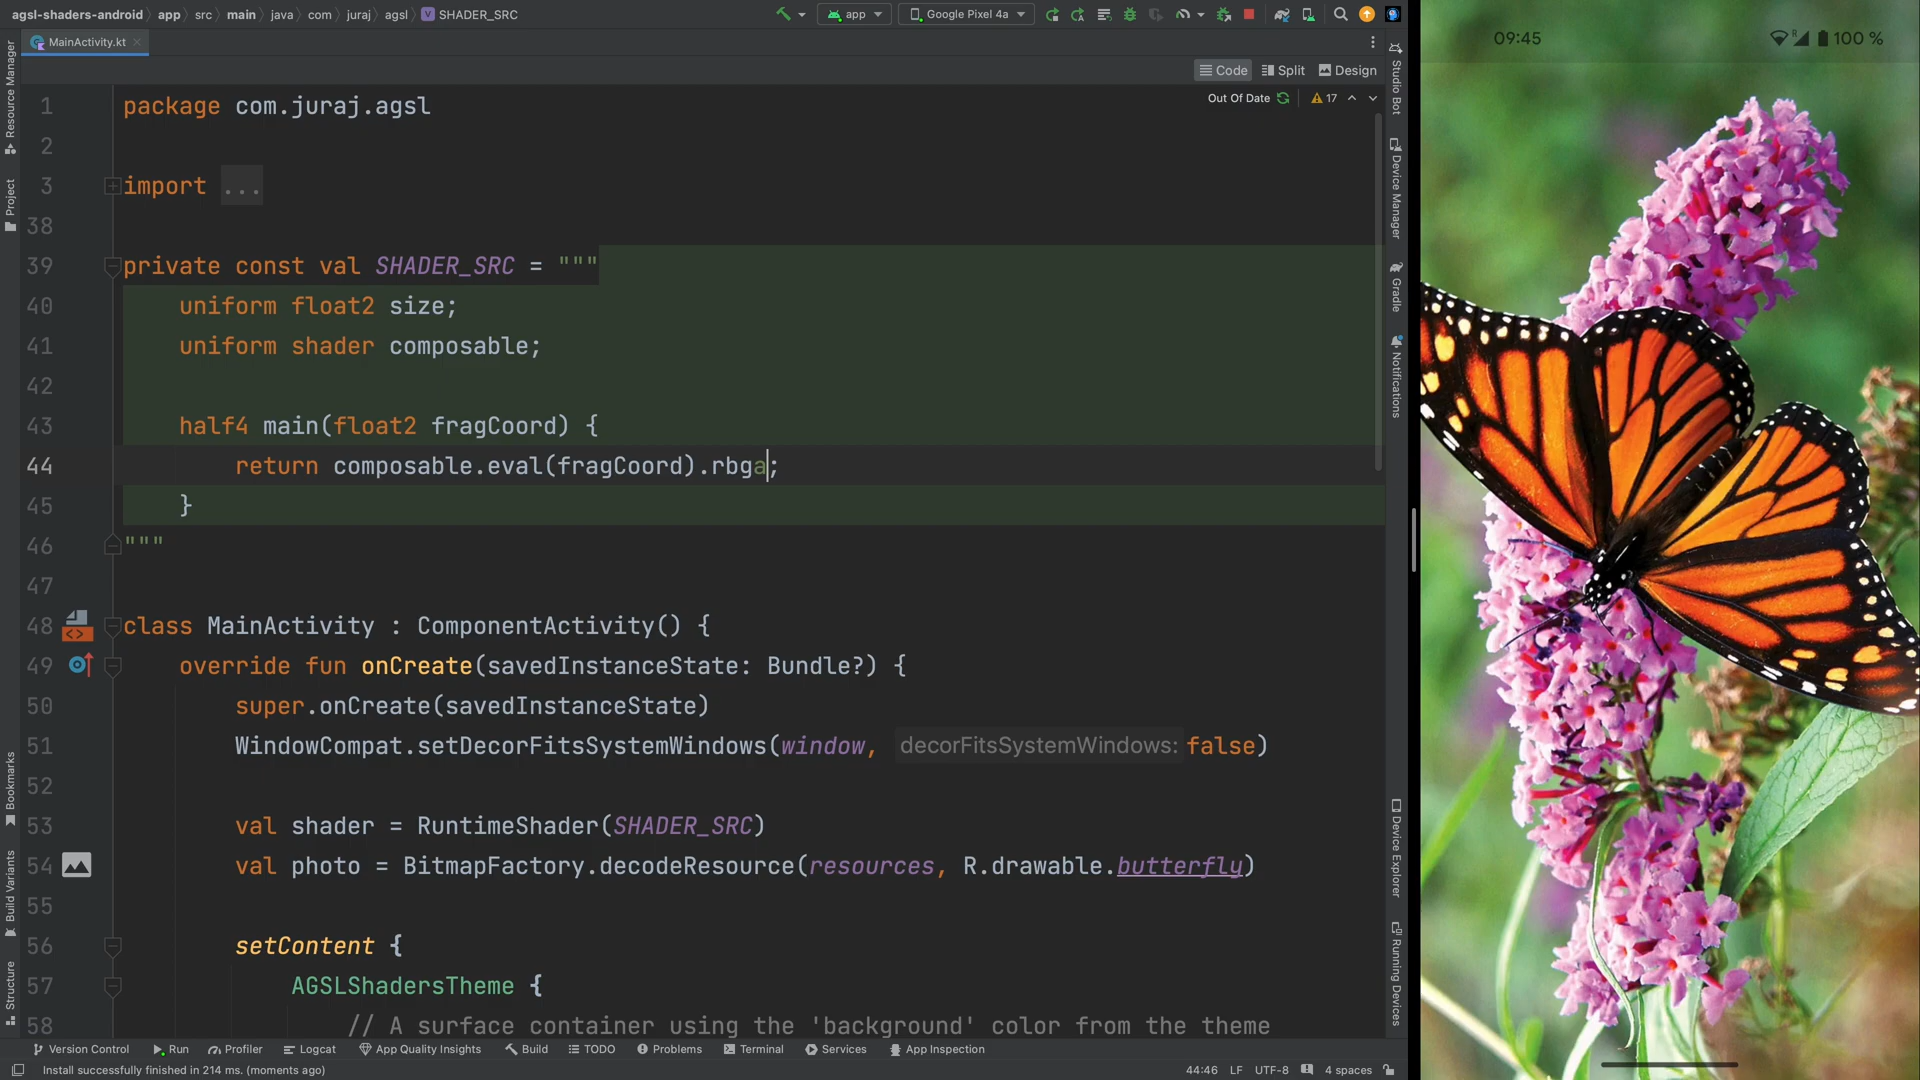 agsl-shaders-android app src main java com juraj agsl SHADER_SRC
app Google Pixel 4a
MainActivity.kt
Code Split Design
Out Of Date 17
1 package com.juraj.agsl
2
3 import ...
38
39 private const val SHADER_SRC = """
40 uniform float2 size;
41 uniform shader composable;
42
43 half4 main(float2 fragCoord) {
44 return composable.eval(fragCoord).rbga;
45 }
46 """
47
48 class MainActivity : ComponentActivity() {
49 override fun onCreate(savedInstanceState: Bundle?) {
50 super.onCreate(savedInstanceState)
51 WindowCompat.setDecorFitsSystemWindows(window, decorFitsSystemWindows: false)
52
53 val shader = RuntimeShader(SHADER_SRC)
54 val photo = BitmapFactory.decodeResource(resources, R.drawable.butterfly)
55
56 setContent {
57 AGSLShadersTheme {
58 // A surface container using the 'background' color from the theme
Resource Manager
Project
Bookmarks
Build Variants
Structure
Studio Bot
Device Manager
Gradle
Notifications
Device Explorer
Running Devices
Version Control Run Profiler Logcat App Quality Insights Build TODO Problems Terminal Services App Inspection
Install successfully finished in 214 ms. (moments ago)
44:46 LF UTF-8 4 spaces
09:45 R 100 %